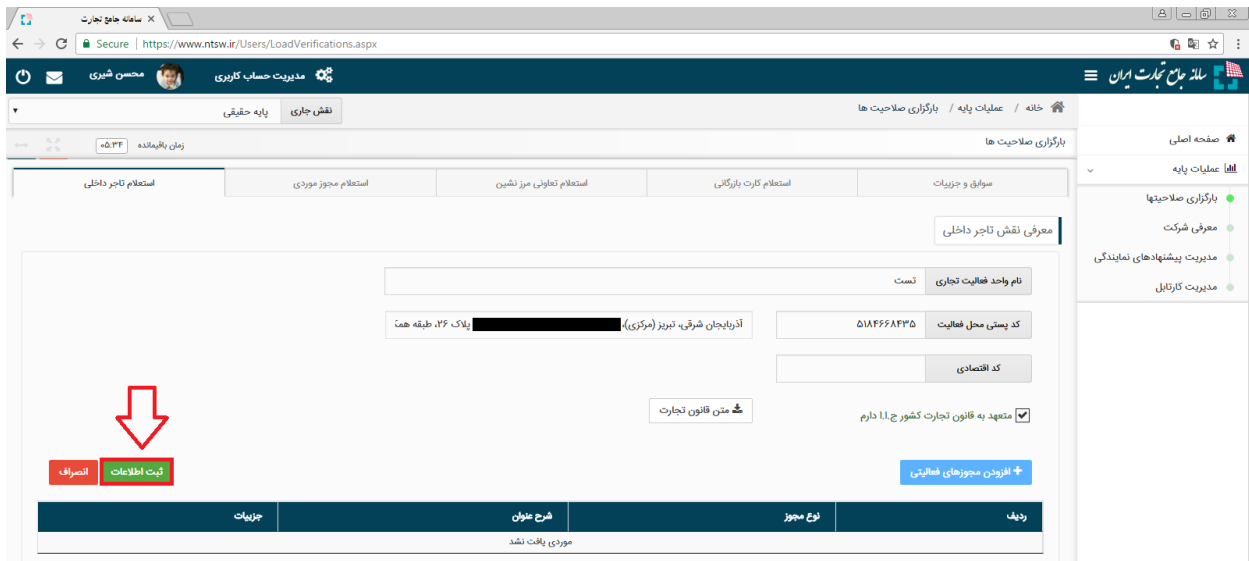 سامانه جامع تجارت
Secure | https://www.ntsw.ir/Users/LoadVerifications.aspx
سامانه جامع تجارت ایران
مدیریت حساب کاربری
محسن شیری
خانه / عملیات پایه / بارگزاری صلاحیت ها
نقش جاری
پایه حقیقی
صفحه اصلی
عملیات پایه
بارگزاری صلاحیتها
معرفی شرکت
مدیریت پیشنهادهای نمایندگی
مدیریت کارتابل
بارگزاری صلاحیت ها
زمان باقیمانده ۰۵:۳۴
سوابق و جزییات
استعلام کارت بازرگانی
استعلام تعاونی مرز نشین
استعلام مجوز موردی
استعلام تاجر داخلی
معرفی نقش تاجر داخلی
نام واحد فعالیت تجاری
تست
کد پستی محل فعالیت
۵۱۸۴۶۶۸۴۳۵
آذربایجان شرقی، تبریز (مرکزی)، پلاک ۲۶، طبقه همک
کد اقتصادی
متعهد به قانون تجارت کشور ج.ا.ا دارم
متن قانون تجارت
+ افزودن مجوزهای فعالیتی
ثبت اطلاعات
انصراف
ردیف
نوع مجوز
شرح عنوان
جزییات
موردی یافت نشد